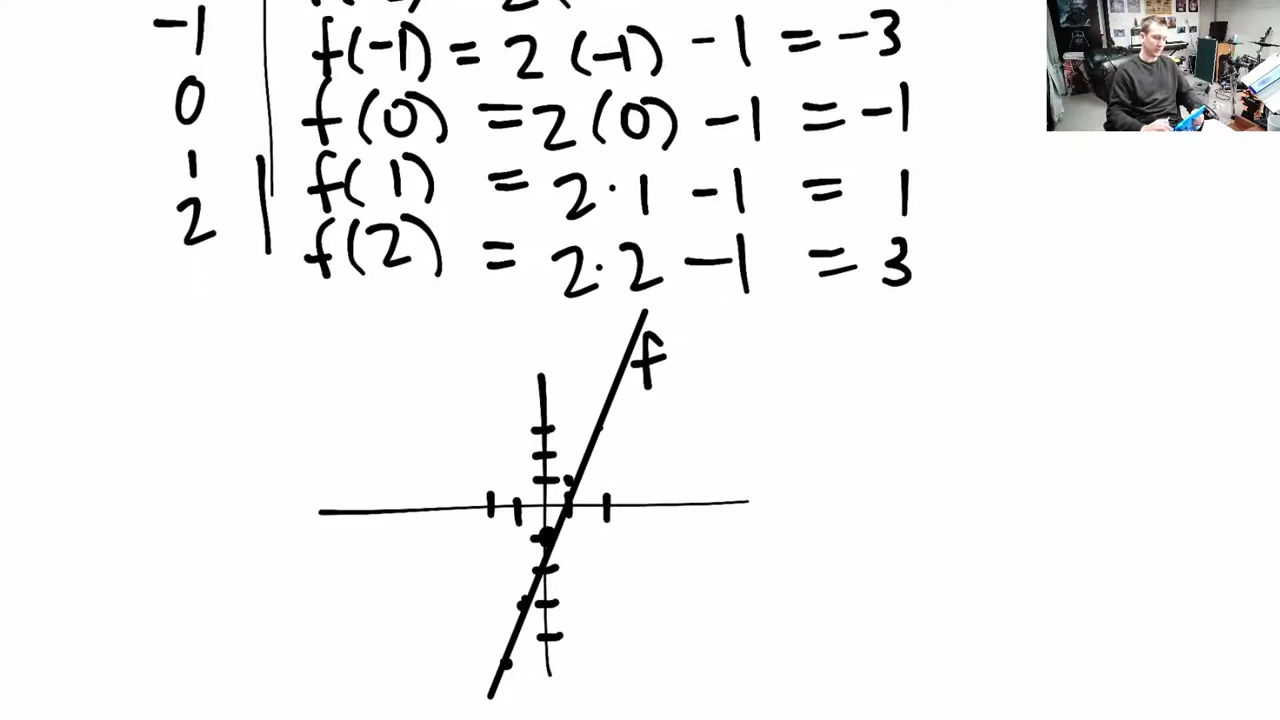 -1 f(-1) = 2 (-1) - 1 = -3
0 f(0) = 2 (0) - 1 = -1
1 f(1) = 2·1 - 1 = 1
2 f(2) = 2·2 - 1 = 3
f